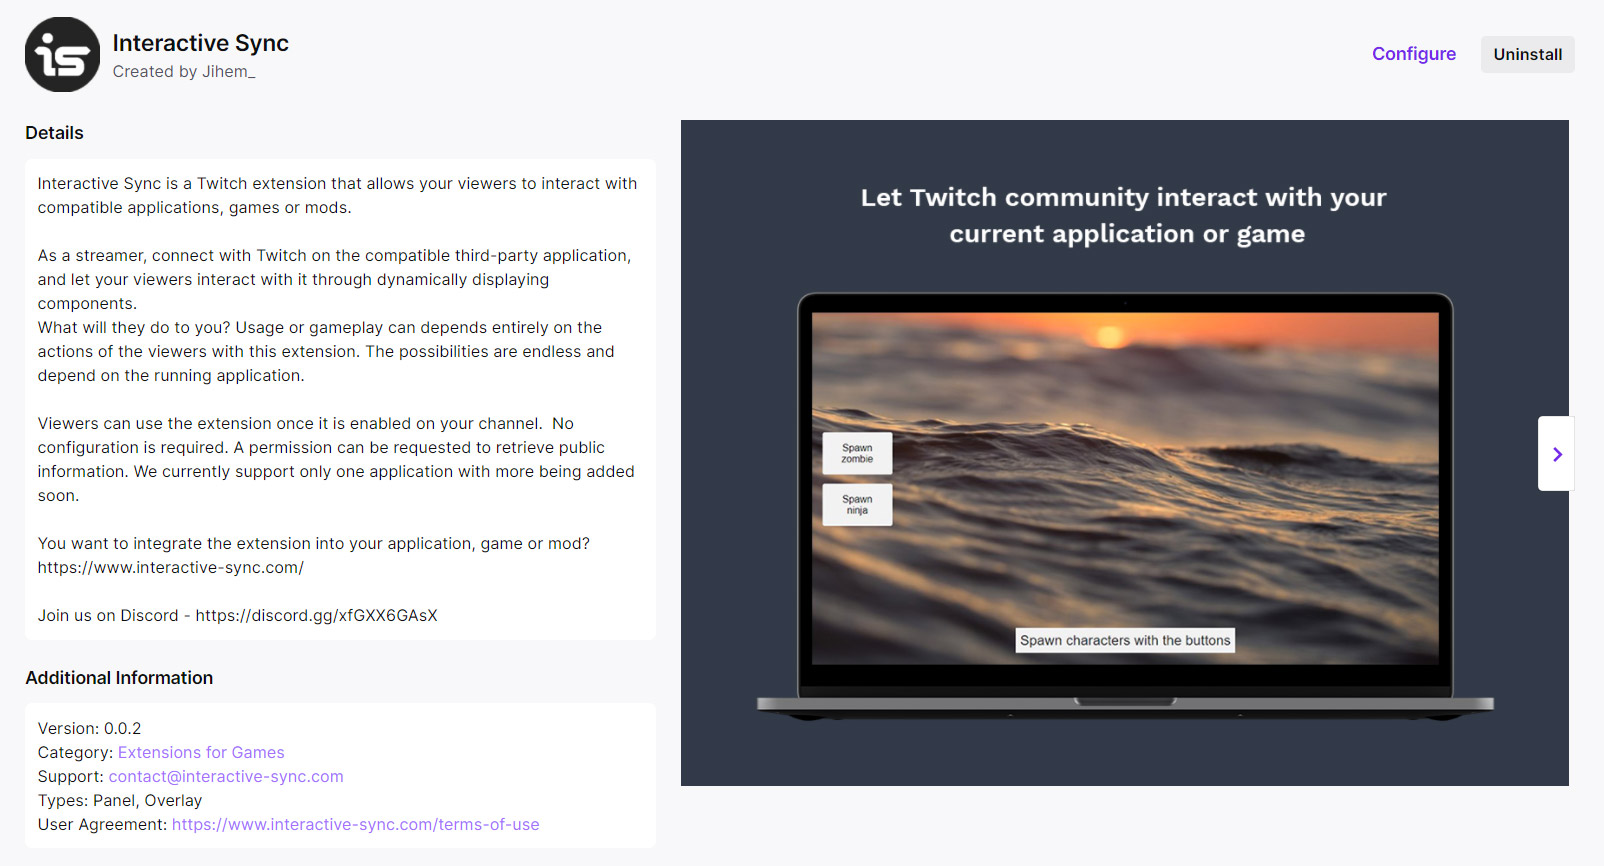 is
Interactive Sync
Created by Jihem_
Configure
Uninstall
Details
Interactive Sync is a Twitch extension that allows your viewers to interact with
compatible applications, games or mods.
As a streamer, connect with Twitch on the compatible third-party application,
and let your viewers interact with it through dynamically displaying
components.
What will they do to you? Usage or gameplay can depends entirely on the
actions of the viewers with this extension. The possibilities are endless and
depend on the running application.
Viewers can use the extension once it is enabled on your channel.  No
configuration is required. A permission can be requested to retrieve public
information. We currently support only one application with more being added
soon.
You want to integrate the extension into your application, game or mod?
https://www.interactive-sync.com/
Join us on Discord - https://discord.gg/xfGXX6GAsX
Additional Information
Version: 0.0.2
Category: Extensions for Games
Support: contact@interactive-sync.com
Types: Panel, Overlay
User Agreement: https://www.interactive-sync.com/terms-of-use
Let Twitch community interact with your
current application or game
Spawn
zombie
Spawn
ninja
Spawn characters with the buttons